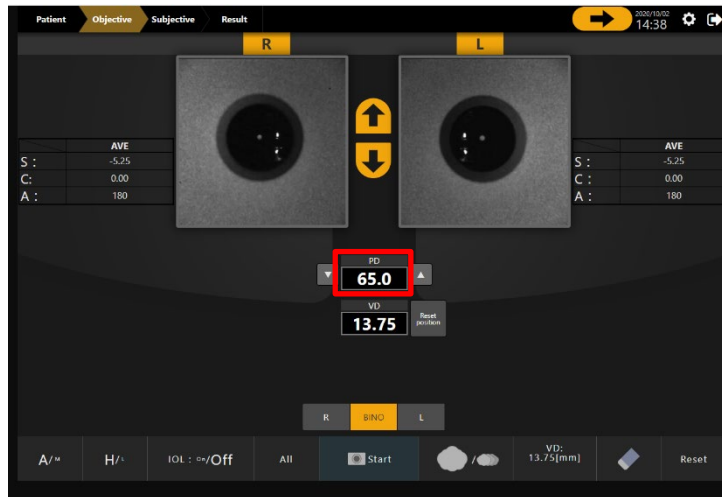 Patient Objective Subjective Result 2020/10/02 14:38
R L
AVE AVE
S : -5.25 S : -5.25
C: 0.00 C : 0.00
A : 180 A : 180
PD
▼ 65.0 ▲
VD
13.75 Reset position
R BINO L
A/M H/L IOL : On/Off All Start / VD: 13.75[mm] Reset